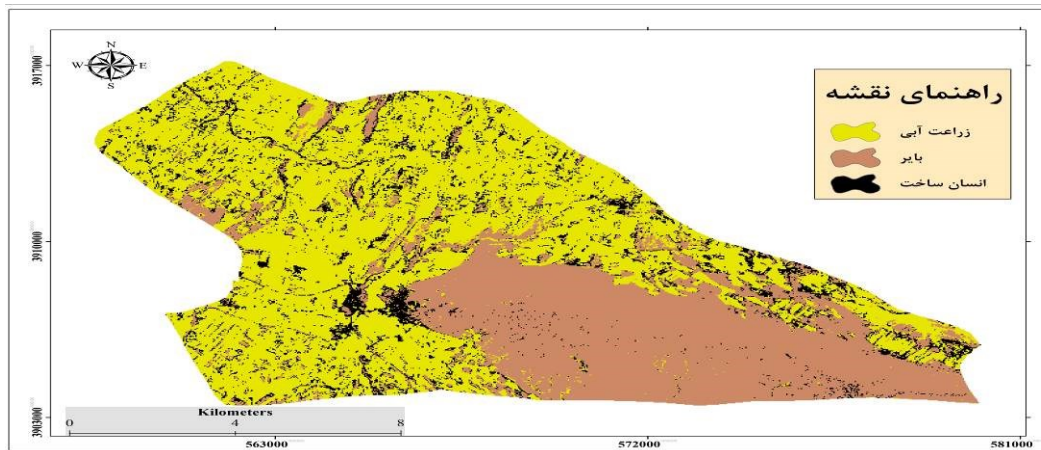 N
W E
S
3917000
3910000
3903000
راهنمای نقشه
زراعت آبی
بایر
انسان ساخت
Kilometers
0 4 8
563000 572000 581000